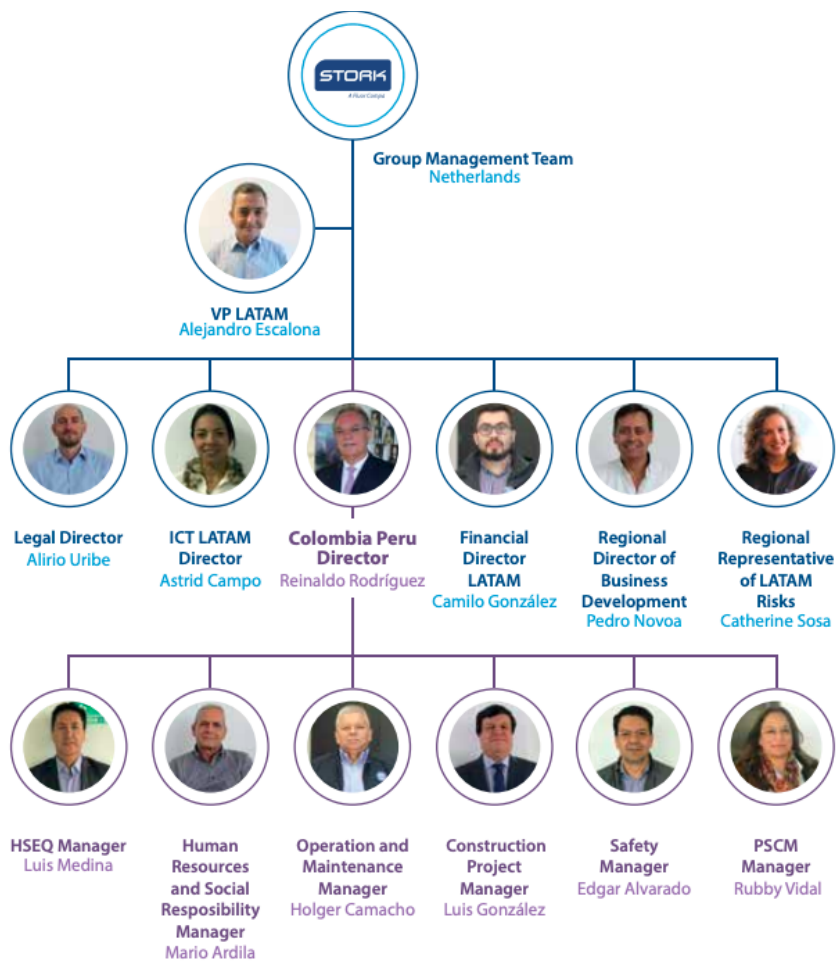 STORK
Group Management Team
Netherlands
VP LATAM
Alejandro Escalona
Legal Director
Alirio Uribe
ICT LATAM
Director
Astrid Campo
Colombia Peru
Director
Reinaldo Rodríguez
Financial
Director
LATAM
Camilo González
Regional
Director of
Business
Development
Pedro Novoa
Regional
Representative
of LATAM
Risks
Catherine Sosa
HSEQ Manager
Luis Medina
Human
Resources
and Social
Resposibility
Manager
Mario Ardila
Operation and
Maintenance
Manager
Holger Camacho
Construction
Project
Manager
Luis González
Safety
Manager
Edgar Alvarado
PSCM
Manager
Rubby Vidal